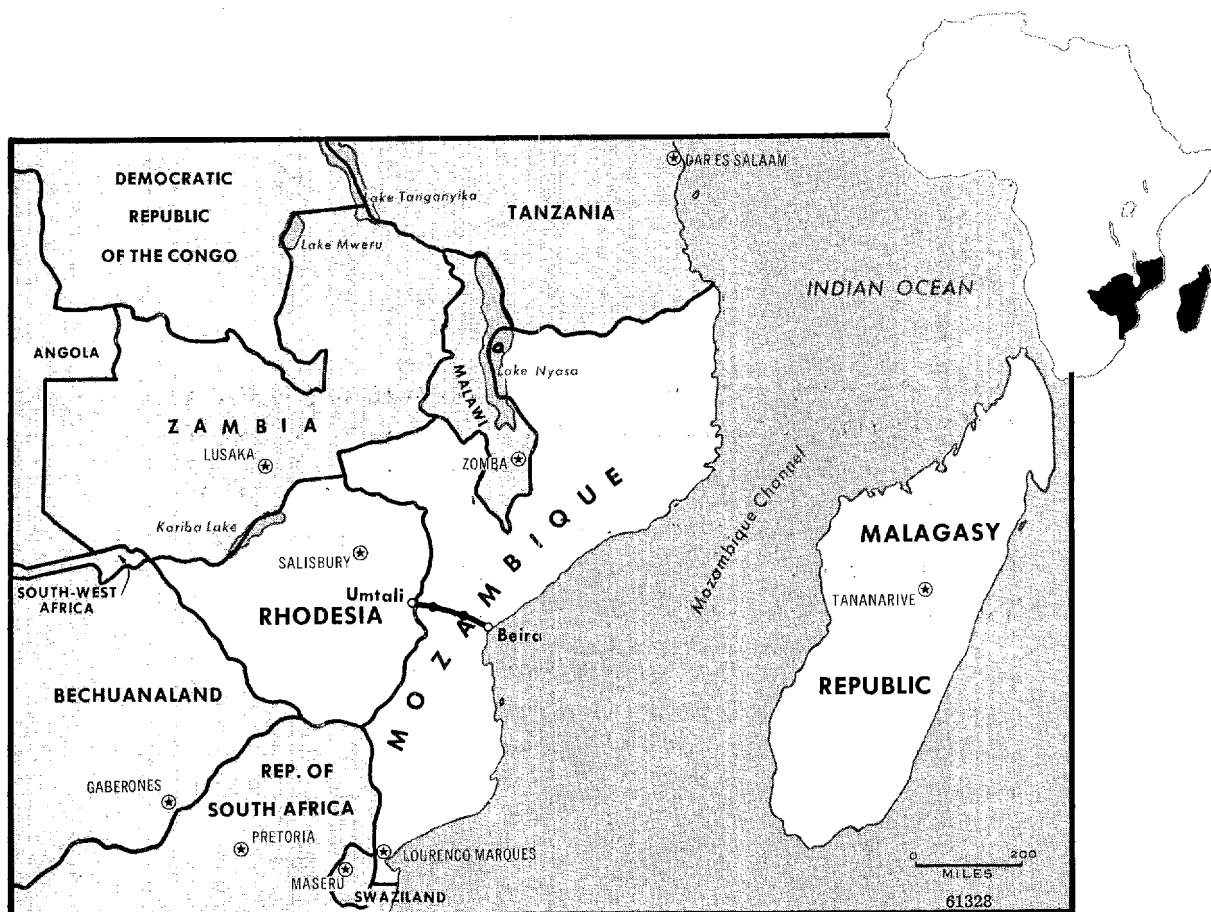 DEMOCRATIC
REPUBLIC
OF THE CONGO
Lake Tanganyika
Lake Mweru
TANZANIA
DAR ES SALAAM
INDIAN OCEAN
ANGOLA
ZAMBIA
LUSAKA
MALAWI
Lake Nyasa
ZOMBA
Kariba Lake
SALISBURY
SOUTH-WEST
AFRICA
RHODESIA
Umtali
Beira
MOZAMBIQUE
Mozambique Channel
MALAGASY
TANANARIVE
REPUBLIC
BECHUANALAND
GABERONES
REP. OF
SOUTH AFRICA
PRETORIA
MASERU
LOURENCO MARQUES
SWAZILAND
0 200
MILES
61328